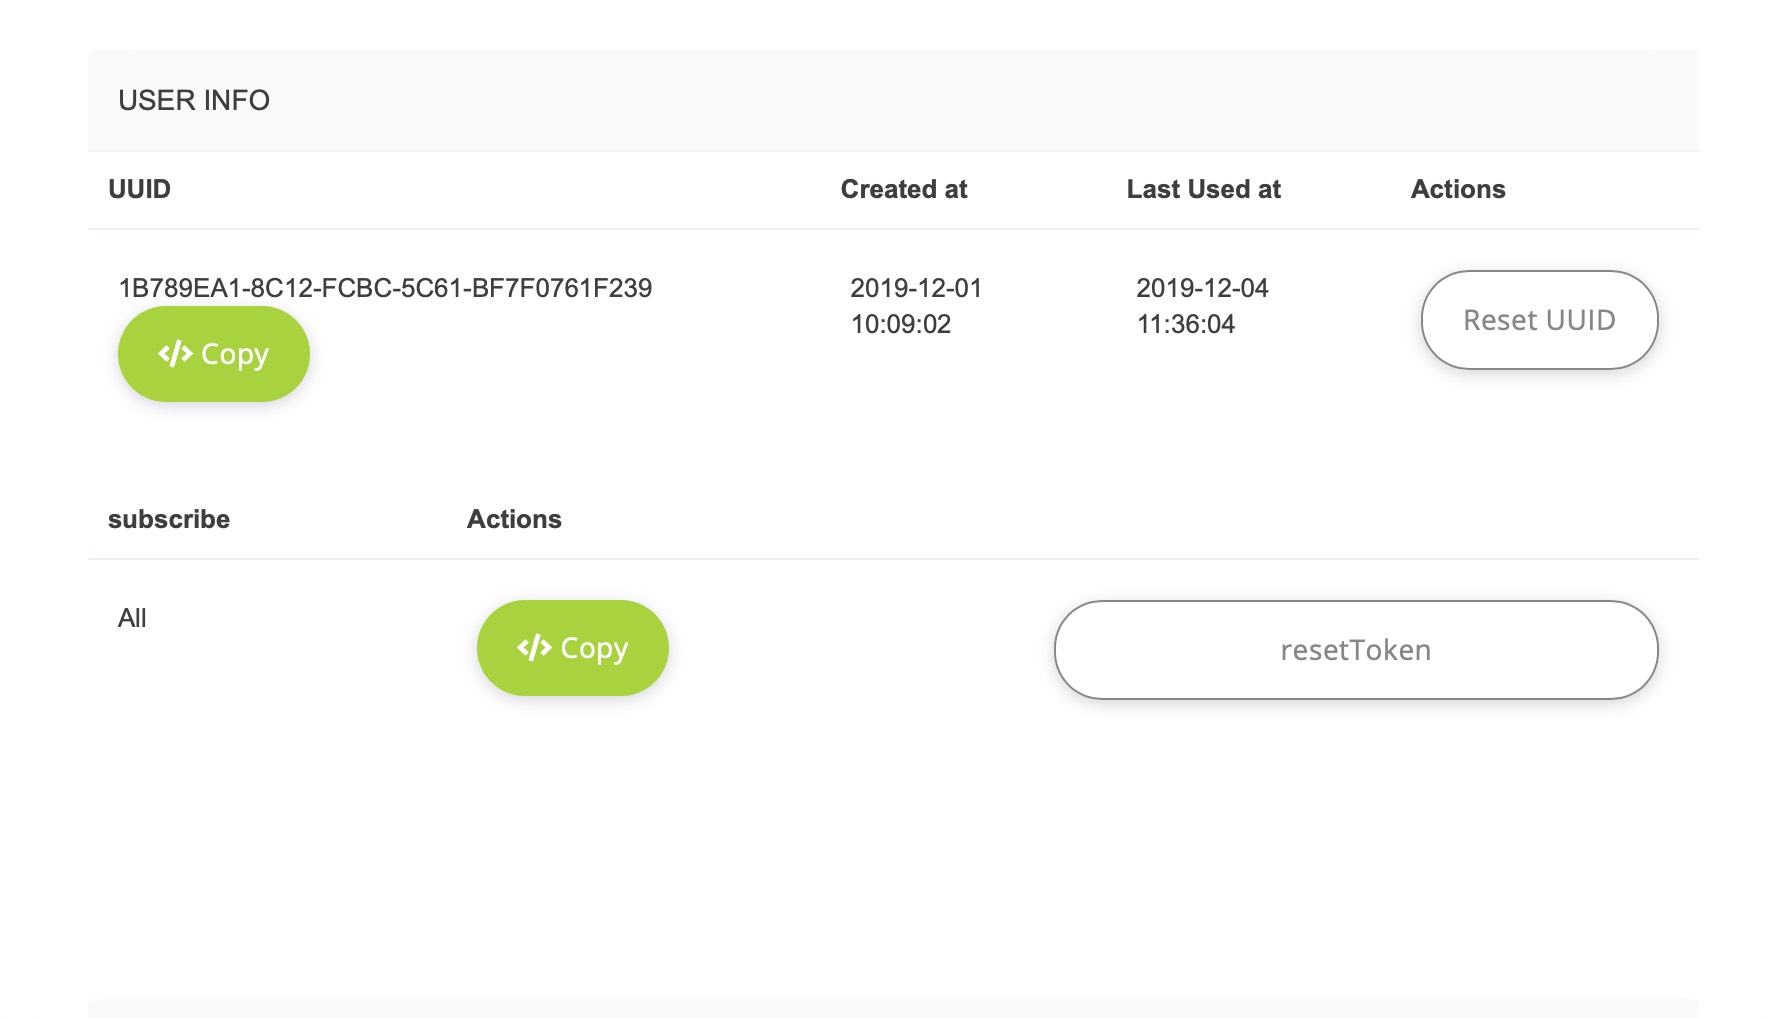 USER INFO
UUID Created at Last Used at Actions
1B789EA1-8C12-FCBC-5C61-BF7F0761F239 2019-12-01 2019-12-04 Reset UUID
10:09:02 11:36:04
</> Copy
subscribe Actions
All </> Copy resetToken